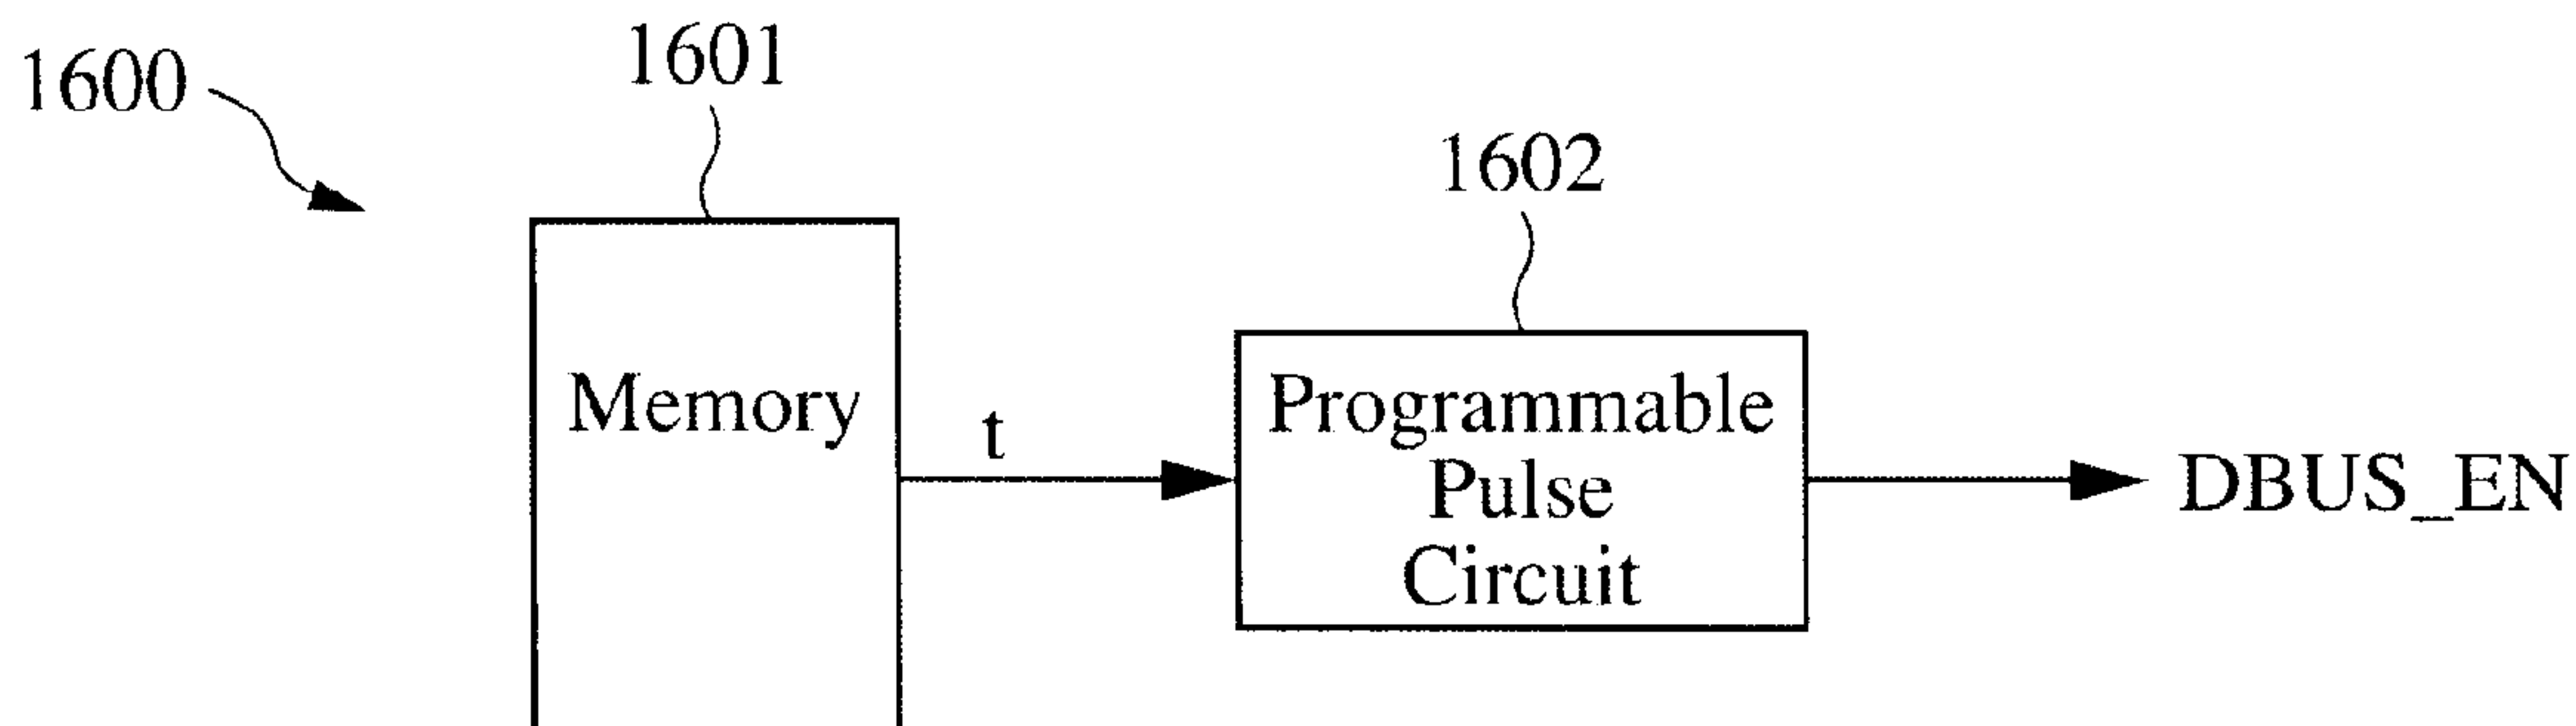 1600
1601
1602
Memory
t
Programmable
Pulse
Circuit
DBUS_EN